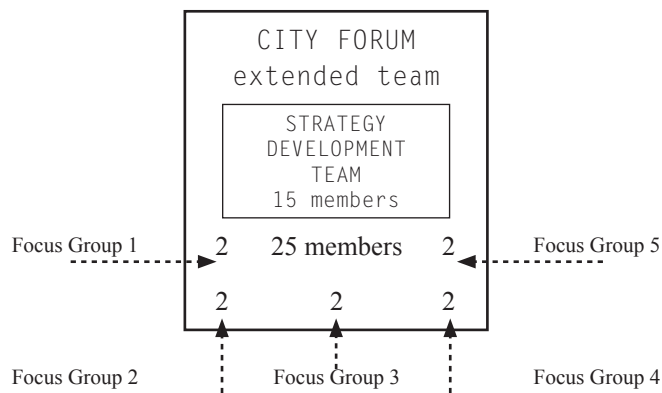 CITY FORUM
extended team
STRATEGY
DEVELOPMENT
TEAM
15 members
Focus Group 1 2 25 members 2 Focus Group 5
2 2 2
Focus Group 2 Focus Group 3 Focus Group 4